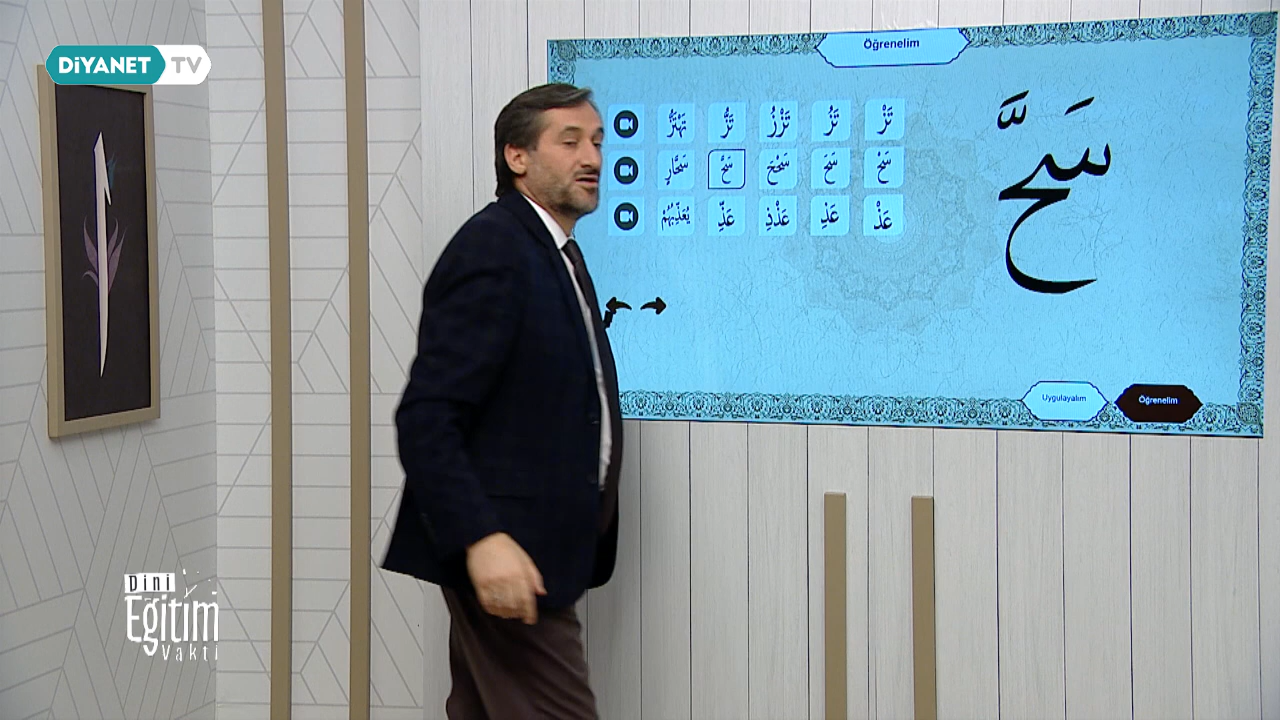 DİYANET TV
Öğrenelim
تَزْ تَزُ تَزْزُ تَزُّ تَهْتَزُّ
سَحْ سَحَ سَحْحَ سَحَّ سَحَّارٍ
عَذْ عَذِ عَذْذِ عَذِّ يُعَذِّبُهُمْ
سَحَّ
Uygulayalım Öğrenelim
Dini
Eğitim
Vakti